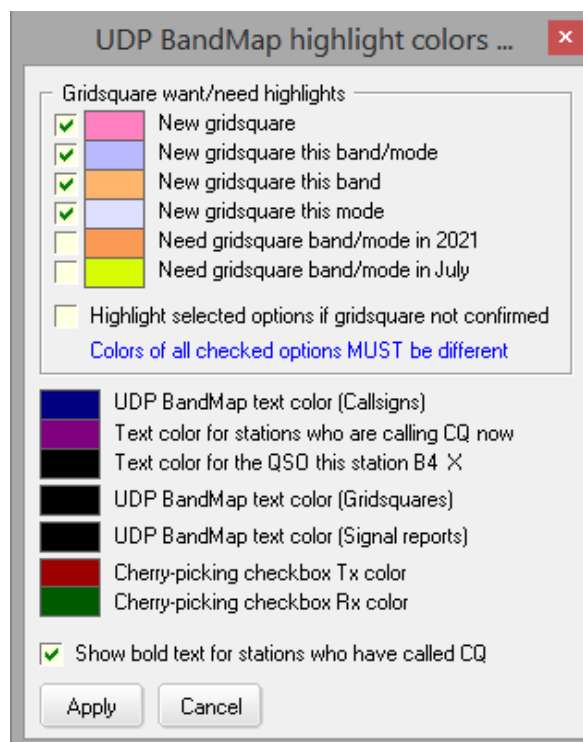 UDP BandMap highlight colors ...
Gridsquare want/need highlights
New gridsquare
New gridsquare this band/mode
New gridsquare this band
New gridsquare this mode
Need gridsquare band/mode in 2021
Need gridsquare band/mode in July
Highlight selected options if gridsquare not confirmed
Colors of all checked options MUST be different
UDP BandMap text color (Callsigns)
Text color for stations who are calling CQ now
Text color for the QSO this station B4 X
UDP BandMap text color (Gridsquares)
UDP BandMap text color (Signal reports)
Cherry-picking checkbox Tx color
Cherry-picking checkbox Rx color
Show bold text for stations who have called CQ
Apply Cancel